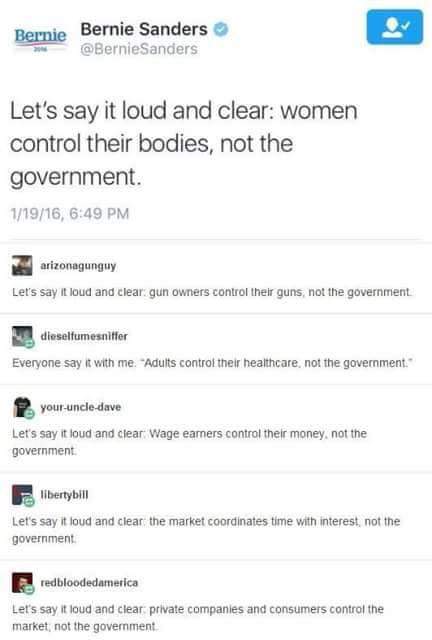 Bernie
2016
Bernie Sanders
@BernieSanders
Let's say it loud and clear: women
control their bodies, not the
government.
1/19/16, 6:49 PM
arizonagunguy
Let's say it loud and clear: gun owners control their guns, not the government.
dieselfumesniffer
Everyone say it with me. "Adults control their healthcare, not the government."
your-uncle-dave
Let's say it loud and clear: Wage earners control their money, not the
government.
libertybill
Let's say it loud and clear: the market coordinates time with interest, not the
government.
redbloodedamerica
Let's say it loud and clear: private companies and consumers control the
market, not the government.